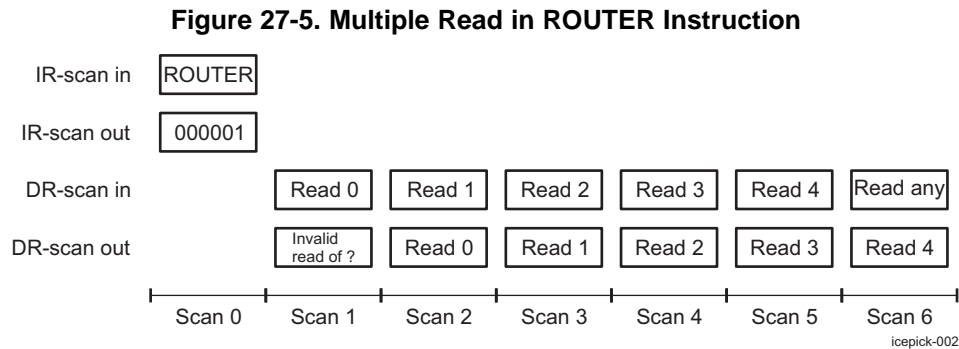 Figure 27-5. Multiple Read in ROUTER Instruction
IR-scan in ROUTER
IR-scan out 000001
DR-scan in Read 0 Read 1 Read 2 Read 3 Read 4 Read any
DR-scan out Invalid read of ? Read 0 Read 1 Read 2 Read 3 Read 4
Scan 0 Scan 1 Scan 2 Scan 3 Scan 4 Scan 5 Scan 6
icepick-002